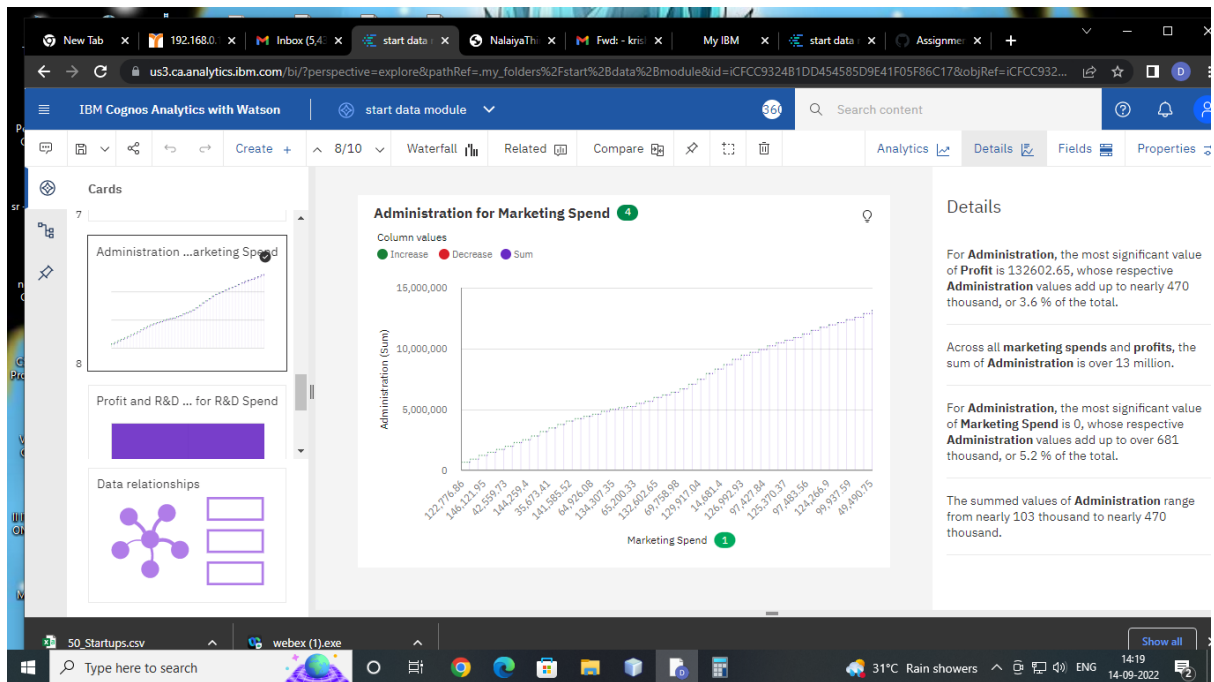 New Tab
192.168.0.
Inbox (5,43
start data
NalaiyaThi
Fwd: - krisl
My IBM
start data
Assignmer
us3.ca.analytics.ibm.com/bi/?perspective=explore&pathRef=.my_folders%2Fstart%2Bdata%2Bmodule&id=iCFCC9324B1DD454585D9E41F05F86C17&objRef=iCFCC932...
D
IBM Cognos Analytics with Watson
start data module
360
Search content
Create +
8/10
Waterfall
Related
Compare
Analytics
Details
Fields
Properties
Cards
7
Administration ...arketing Spend
8
Profit and R&D ... for R&D Spend
Data relationships
Administration for Marketing Spend 4
Column values
Increase Decrease Sum
15,000,000
10,000,000
5,000,000
0
Administration (Sum)
122,776.86
146,121.95
42,559.73
144,259.4
35,673.41
141,585.52
64,926.08
134,307.35
65,200.33
132,602.65
69,758.98
129,917.04
14,681.4
126,992.93
97,427.84
125,370.37
97,483.56
124,266.9
99,937.59
49,490.75
Marketing Spend 1
Details
For Administration, the most significant value
of Profit is 132602.65, whose respective
Administration values add up to nearly 470
thousand, or 3.6 % of the total.
Across all marketing spends and profits, the
sum of Administration is over 13 million.
For Administration, the most significant value
of Marketing Spend is 0, whose respective
Administration values add up to over 681
thousand, or 5.2 % of the total.
The summed values of Administration range
from nearly 103 thousand to nearly 470
thousand.
50_Startups.csv
webex (1).exe
Show all
Type here to search
31°C Rain showers
ENG
14:19
14-09-2022
2